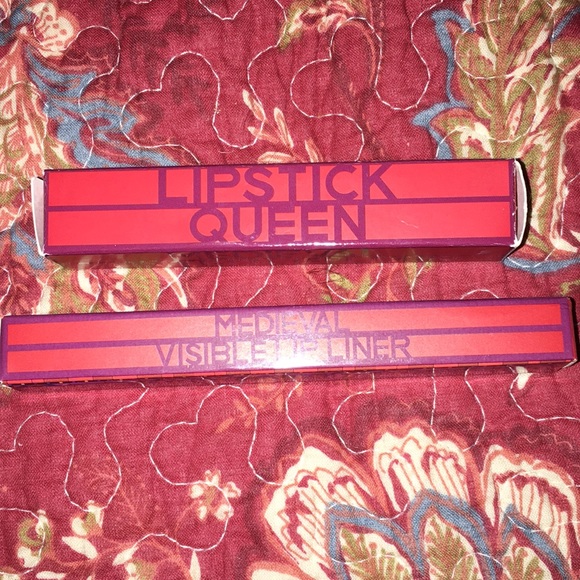 LIPSTICK
QUEEN
MEDIEVAL
VISIBLE LIP LINER